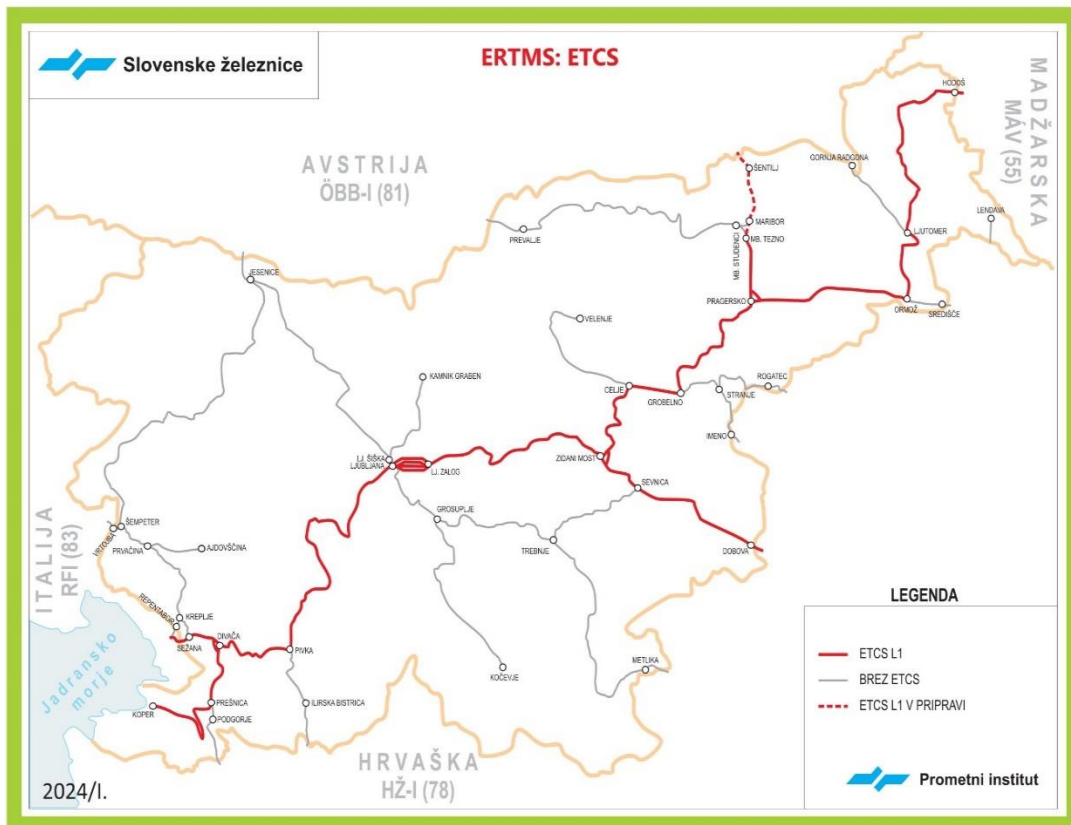 Slovenske železnice
ERTMS: ETCS
AVSTRIJA
ÖBB-I (81)
MADŽARSKA
MÁV (55)
HODOŠ
ŠENTILJ
GORNJA RADGONA
LENDAVA
MARIBOR
PREVALJE
MB. STUDENCI
MB. TEZNO
LJUTOMER
JESENICE
PRAGERSKO
ORMOŽ
SREDIŠČE
VELENJE
KAMNIK GRABEN
CELJE
GROBELNO
STRANJE
ROGATEC
IMENO
LJ. ŠIŠKA
LJUBLJANA
LJ. ZALOG
ZIDANI MOST
SEVNICA
GROSUPLJE
ŠEMPETER
VRTOJBA
PRVAČINA
AJDOVŠČINA
TREBNJE
DOBOVA
ITALIJA
RFI (83)
REPENTABOR
KREPLJE
SEŽANA
DIVAČA
PIVKA
KOČEVJE
METLIKA
Jadransko
morje
KOPER
PREŠNICA
PODGORJE
ILIRSKA BISTRICA
HRVAŠKA
HŽ-I (78)
LEGENDA
ETCS L1
BREZ ETCS
ETCS L1 V PRIPRAVI
Prometni institut
2024/I.